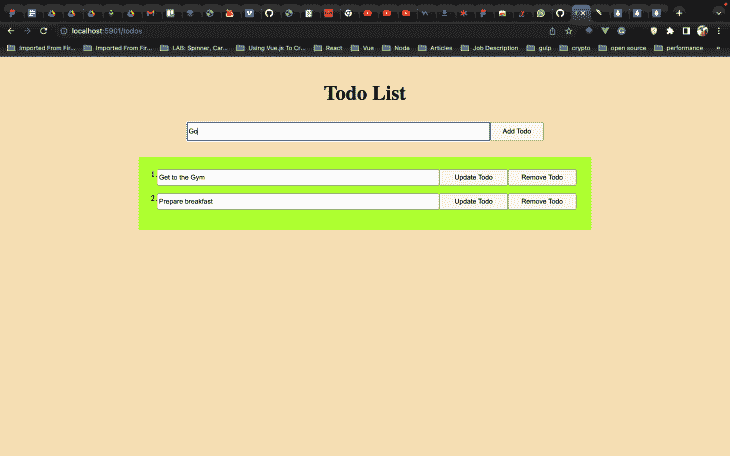 localhost:5901/todos
Imported From Fir... Imported From Fir... LAB: Spinner, Car... Using Vue.js To Cr... React Vue Node Articles Job Description gulp crypto open source performance »
Todo List
Go Add Todo
1. Get to the Gym Update Todo Remove Todo
2. Prepare breakfast Update Todo Remove Todo